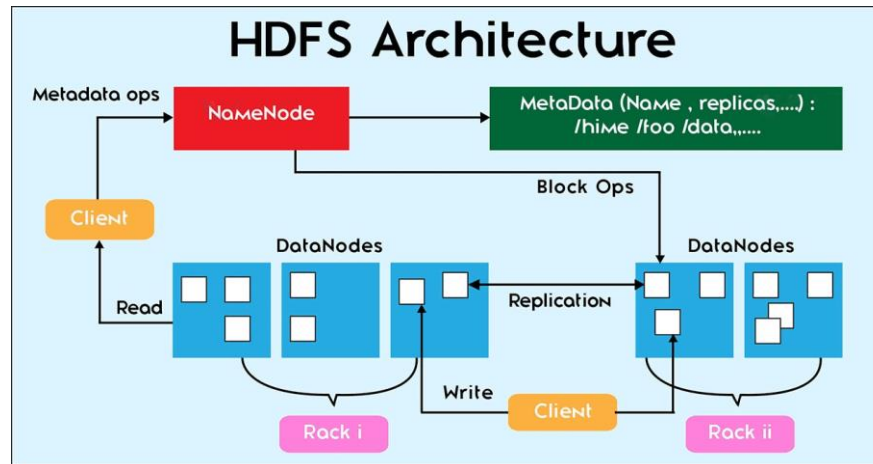 HDFS Architecture
Metadata ops
NameNode
MetaData (Name , replicas,....) :
/hime /foo /data,,....
Block Ops
Client
DataNodes
DataNodes
Read
Replication
Write
Client
Rack i
Rack ii